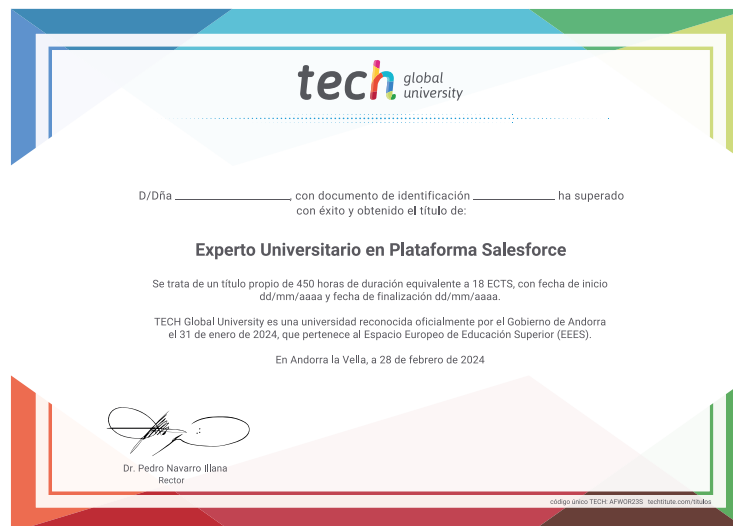 tech global university
D/Dña ____________________, con documento de identificación ______________ ha superado
con éxito y obtenido el título de:
Experto Universitario en Plataforma Salesforce
Se trata de un título propio de 450 horas de duración equivalente a 18 ECTS, con fecha de inicio
dd/mm/aaaa y fecha de finalización dd/mm/aaaa.
TECH Global University es una universidad reconocida oficialmente por el Gobierno de Andorra
el 31 de enero de 2024, que pertenece al Espacio Europeo de Educación Superior (EEES).
En Andorra la Vella, a 28 de febrero de 2024
Dr. Pedro Navarro Illana
Rector
código único TECH: AFWOR23S techtitute.com/titulos